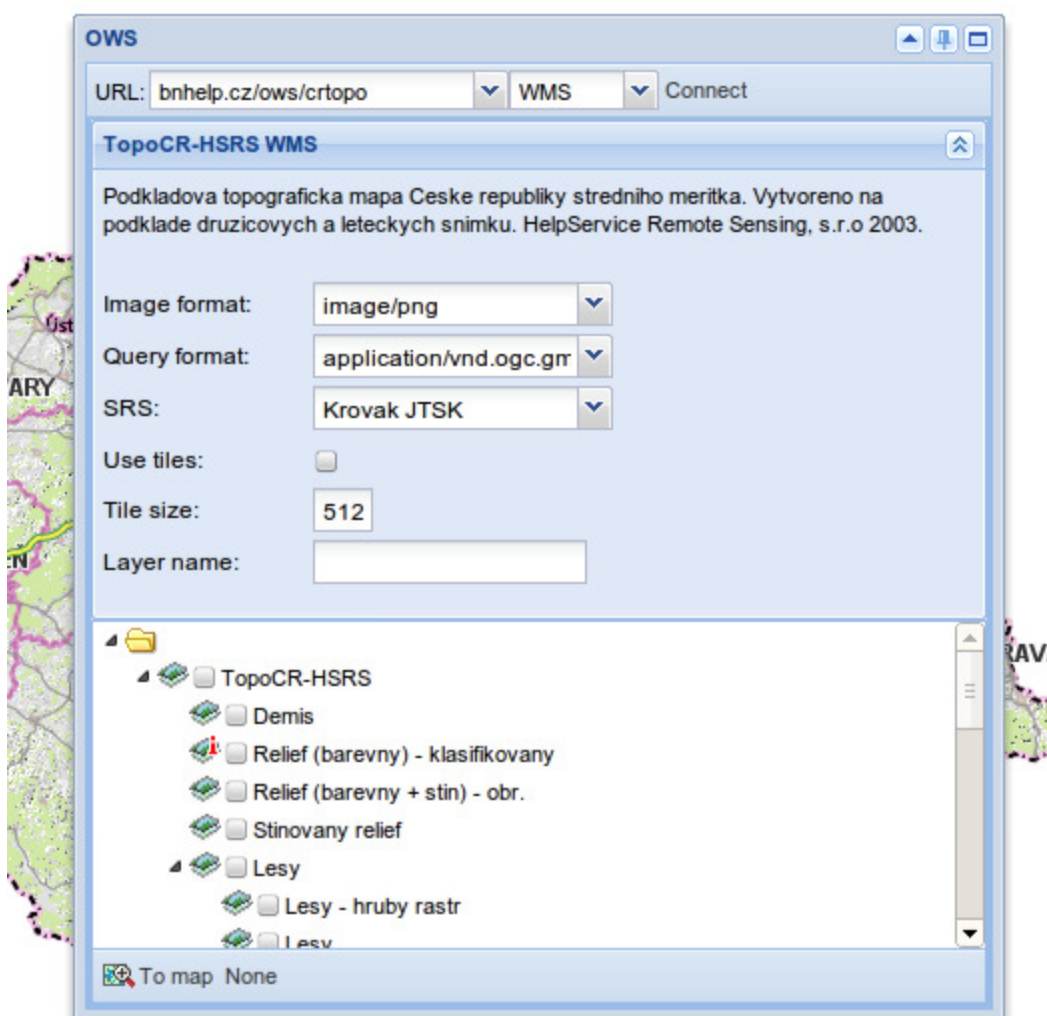 OWS
URL: bnhelp.cz/ows/crtopo WMS Connect
TopoCR-HSRS WMS
Podkladova topograficka mapa Ceske republiky stredniho meritka. Vytvoreno na
podklade druzicovych a leteckych snimku. HelpService Remote Sensing, s.r.o 2003.
Image format: image/png
Úst
Query format: application/vnd.ogc.gm
ARY
SRS: Krovak JTSK
Use tiles:
Tile size: 512
Layer name:
TopoCR-HSRS
RAV
Demis
Relief (barevny) - klasifikovany
Relief (barevny + stin) - obr.
Stinovany relief
Lesy
Lesy - hruby rastr
Lesy
To map None